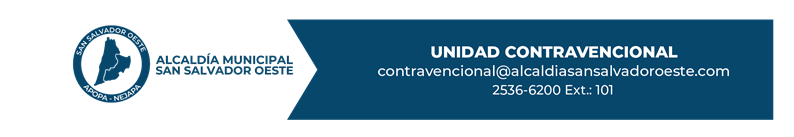 SAN SALVADOR OESTE
APOPA - NEJAPA
ALCALDÍA MUNICIPAL
SAN SALVADOR OESTE
UNIDAD CONTRAVENCIONAL
contravencional@alcaldiasansalvadoroeste.com
2536-6200 Ext.: 101